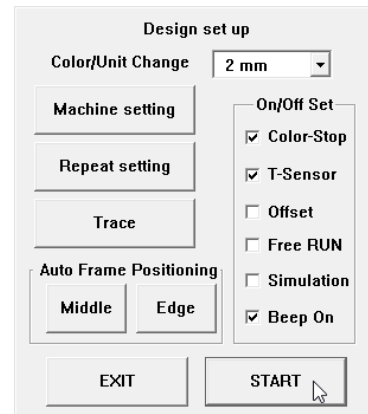 Design set up
Color/Unit Change
2 mm
Machine setting
Repeat setting
Trace
Auto Frame Positioning
Middle
Edge
On/Off Set
Color-Stop
T-Sensor
Offset
Free RUN
Simulation
Beep On
EXIT
START